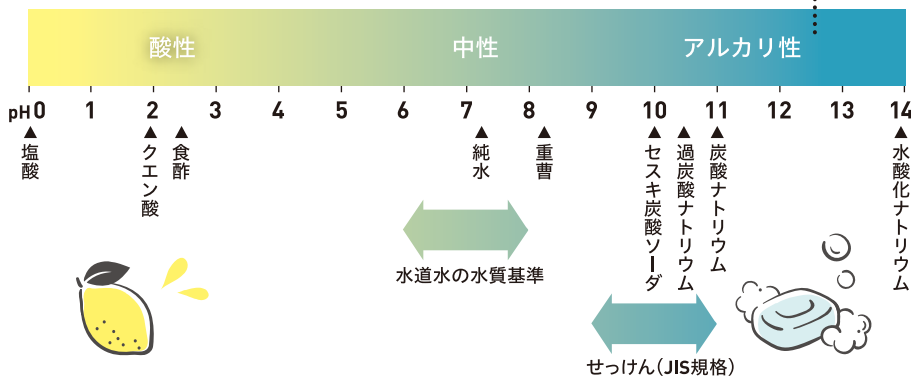 酸性 中性 アルカリ性
pH 0 1 2 3 4 5 6 7 8 9 10 11 12 13 14
塩酸
クエン酸
食酢
純水
重曹
セスキ炭酸ソーダ
過炭酸ナトリウム
炭酸ナトリウム
水酸化ナトリウム
水道水の水質基準
せっけん（JIS規格）